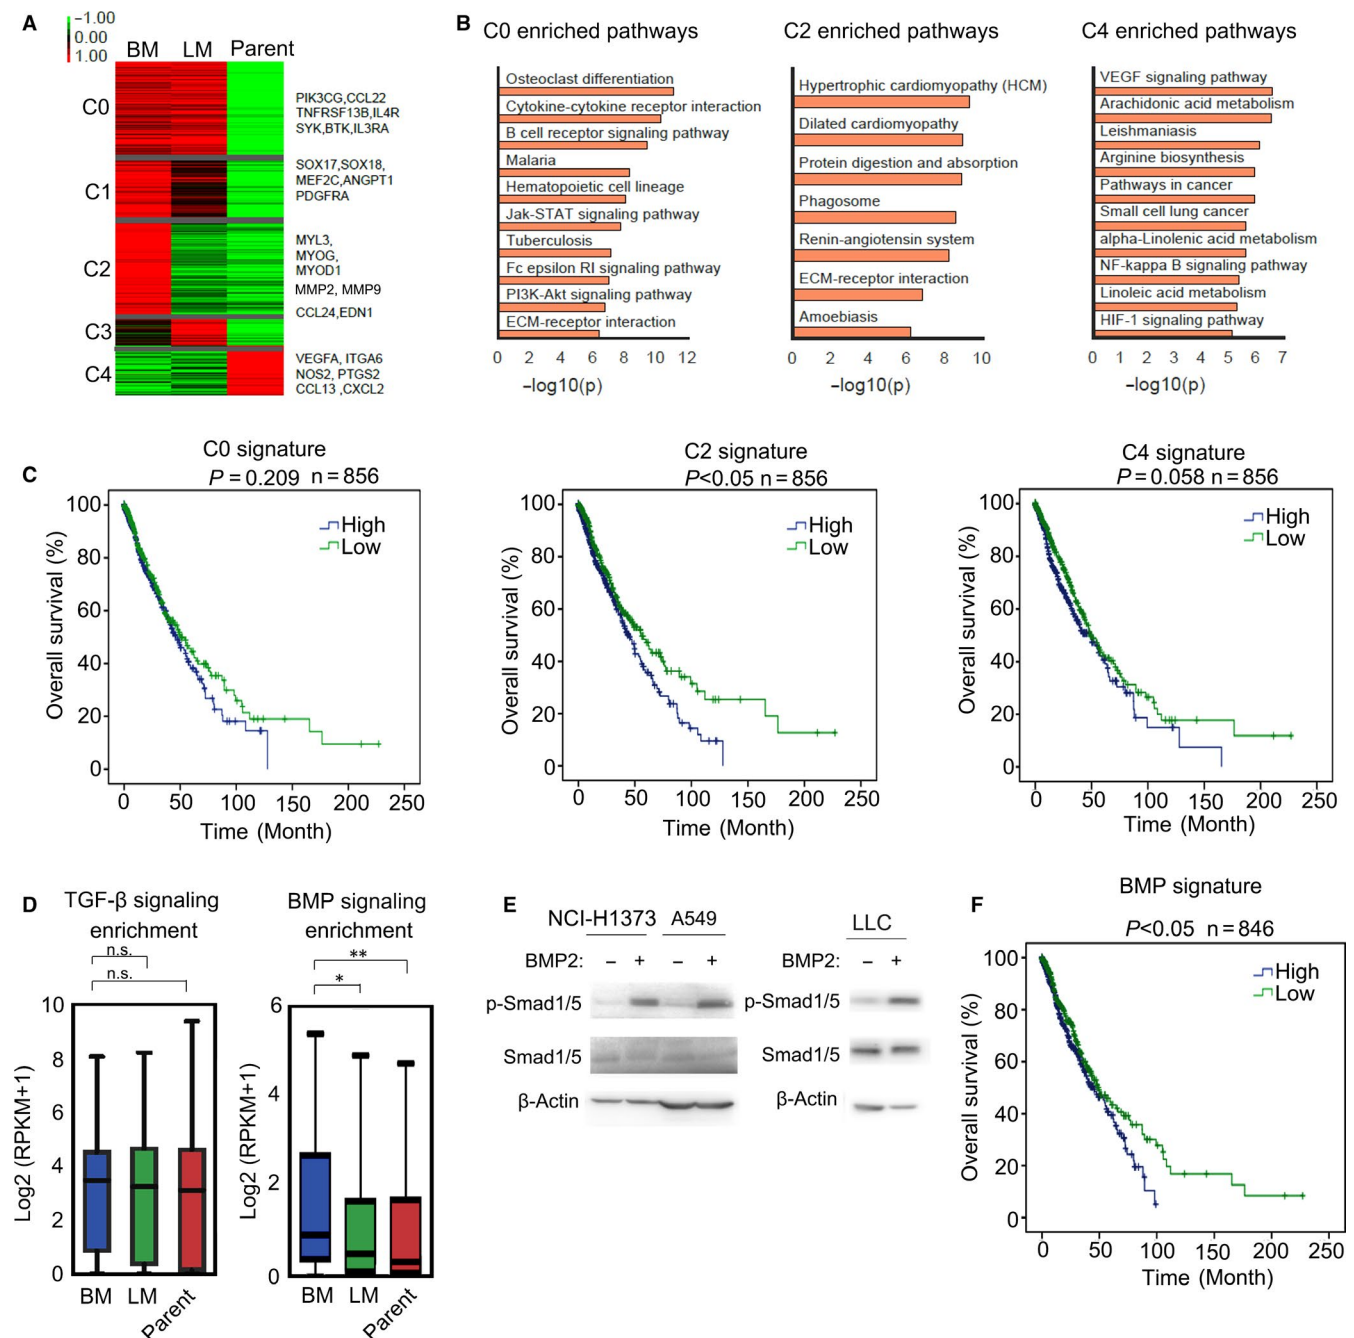 A
−1.00
0.00
1.00
BM LM Parent
C0
PIK3CG,CCL22
TNFRSF13B,IL4R
SYK,BTK,IL3RA
C1
SOX17,SOX18,
MEF2C,ANGPT1
PDGFRA
C2
MYL3,
MYOG,
MYOD1
MMP2, MMP9
CCL24,EDN1
C3
C4
VEGFA, ITGA6
NOS2, PTGS2
CCL13 ,CXCL2
B
C0 enriched pathways
Osteoclast differentiation
Cytokine-cytokine receptor interaction
B cell receptor signaling pathway
Malaria
Hematopoietic cell lineage
Jak-STAT signaling pathway
Tuberculosis
Fc epsilon RI signaling pathway
PI3K-Akt signaling pathway
ECM-receptor interaction
0 2 4 6 8 10 12
−log10(p)
C2 enriched pathways
Hypertrophic cardiomyopathy (HCM)
Dilated cardiomyopathy
Protein digestion and absorption
Phagosome
Renin-angiotensin system
ECM-receptor interaction
Amoebiasis
0 2 4 6 8 10
−log10(p)
C4 enriched pathways
VEGF signaling pathway
Arachidonic acid metabolism
Leishmaniasis
Arginine biosynthesis
Pathways in cancer
Small cell lung cancer
alpha-Linolenic acid metabolism
NF-kappa B signaling pathway
Linoleic acid metabolism
HIF-1 signaling pathway
0 1 2 3 4 5 6 7
−log10(p)
C
C0 signature
P = 0.209 n = 856
High
Low
Overall survival (%)
100
80
60
40
20
0
0 50 100 150 200 250
Time (Month)
C2 signature
P<0.05 n = 856
High
Low
Overall survival (%)
100
80
60
40
20
0
0 50 100 150 200 250
Time (Month)
C4 signature
P = 0.058 n = 856
High
Low
Overall survival (%)
100
80
60
40
20
0
0 50 100 150 200 250
Time (Month)
D
TGF-β signaling
enrichment
n.s.
n.s.
Log2 (RPKM+1)
10
8
6
4
2
0
BM LM Parent
BMP signaling
enrichment
**
*
Log2 (RPKM+1)
6
4
2
0
BM LM Parent
E
NCI-H1373 A549
BMP2: − + − +
p-Smad1/5
Smad1/5
β-Actin
LLC
BMP2: − +
p-Smad1/5
Smad1/5
β-Actin
F
BMP signature
P<0.05 n = 846
High
Low
Overall survival (%)
100
80
60
40
20
0
0 50 100 150 200 250
Time (Month)